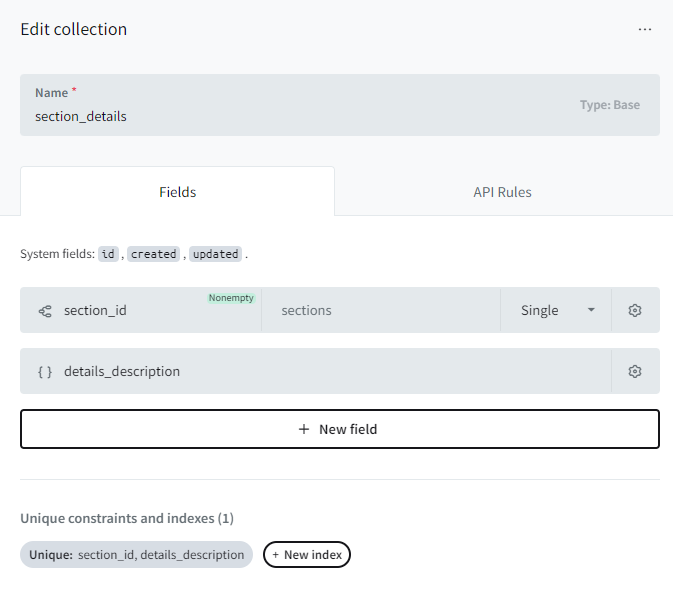 Edit collection
...
Name *
section_details
Type: Base
Fields
API Rules
System fields: id , created , updated .
section_id
Nonempty
sections
Single
{ } details_description
+ New field
Unique constraints and indexes (1)
Unique: section_id, details_description
+ New index